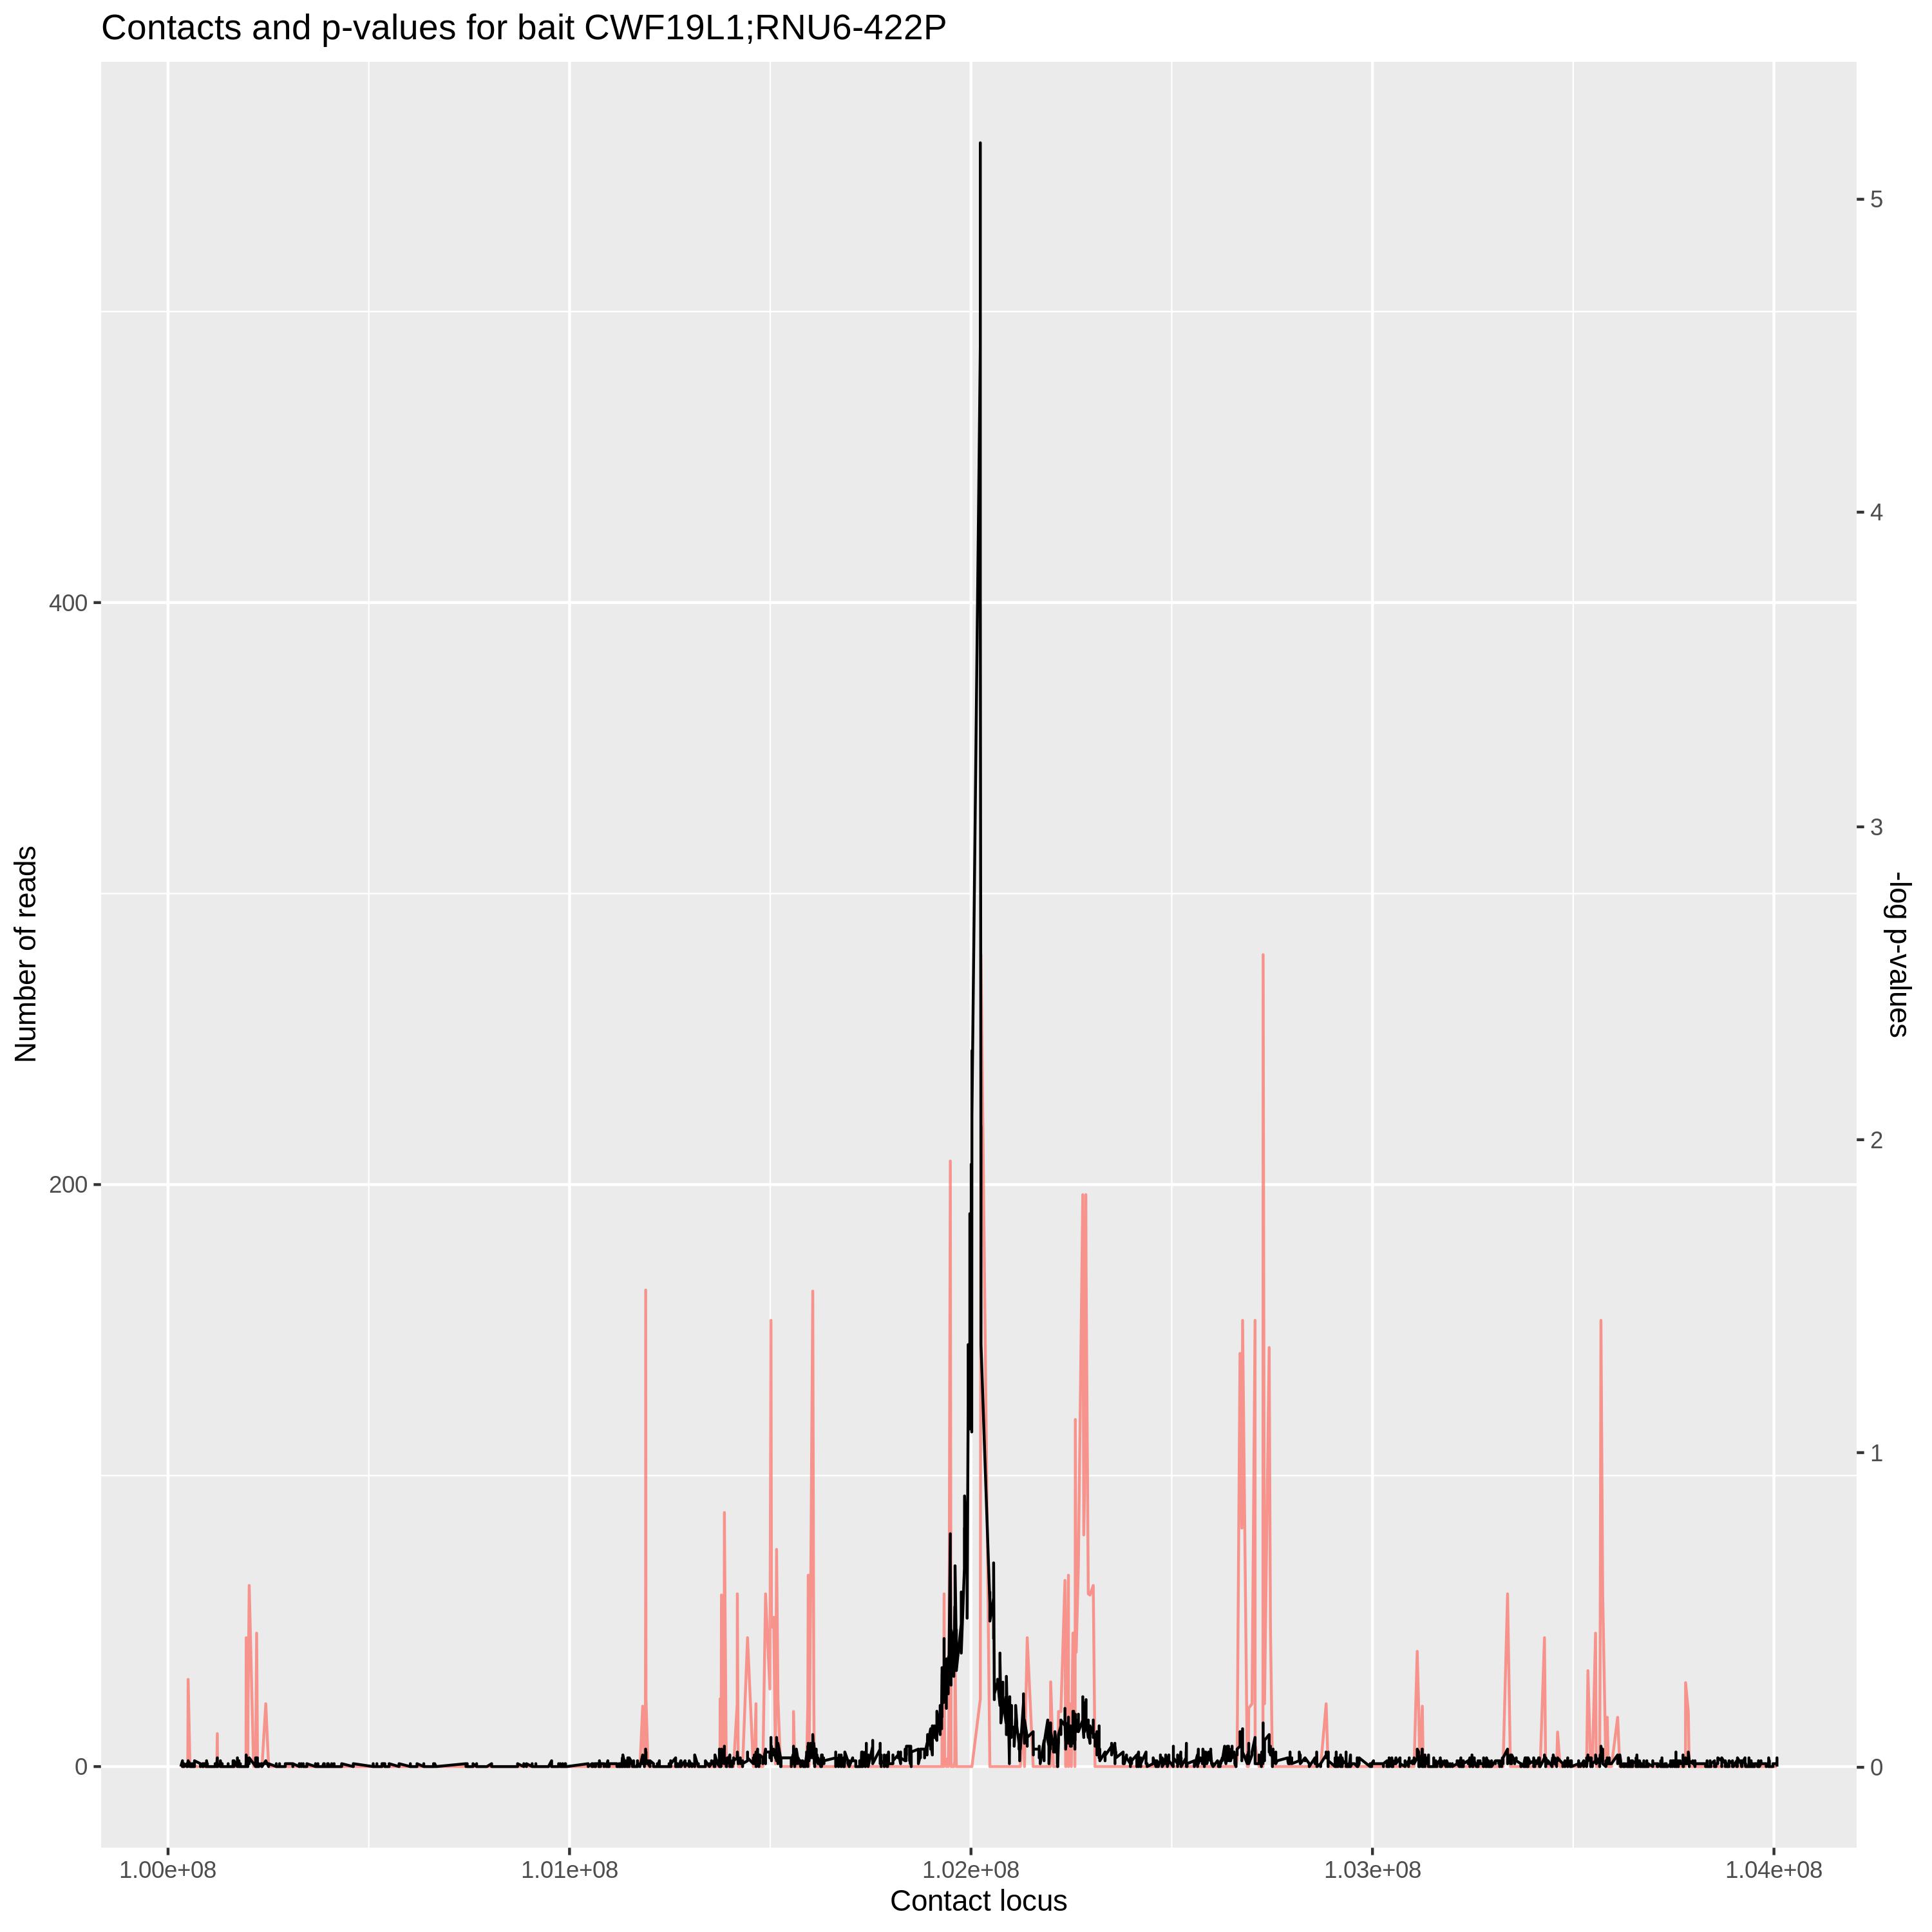 Contacts and p-values for bait CWF19L1;RNU6-422P
Number of reads
400
200
0
5
4
3
2
1
0
-log p-values
1.00e+08 1.01e+08 1.02e+08 1.03e+08 1.04e+08
Contact locus